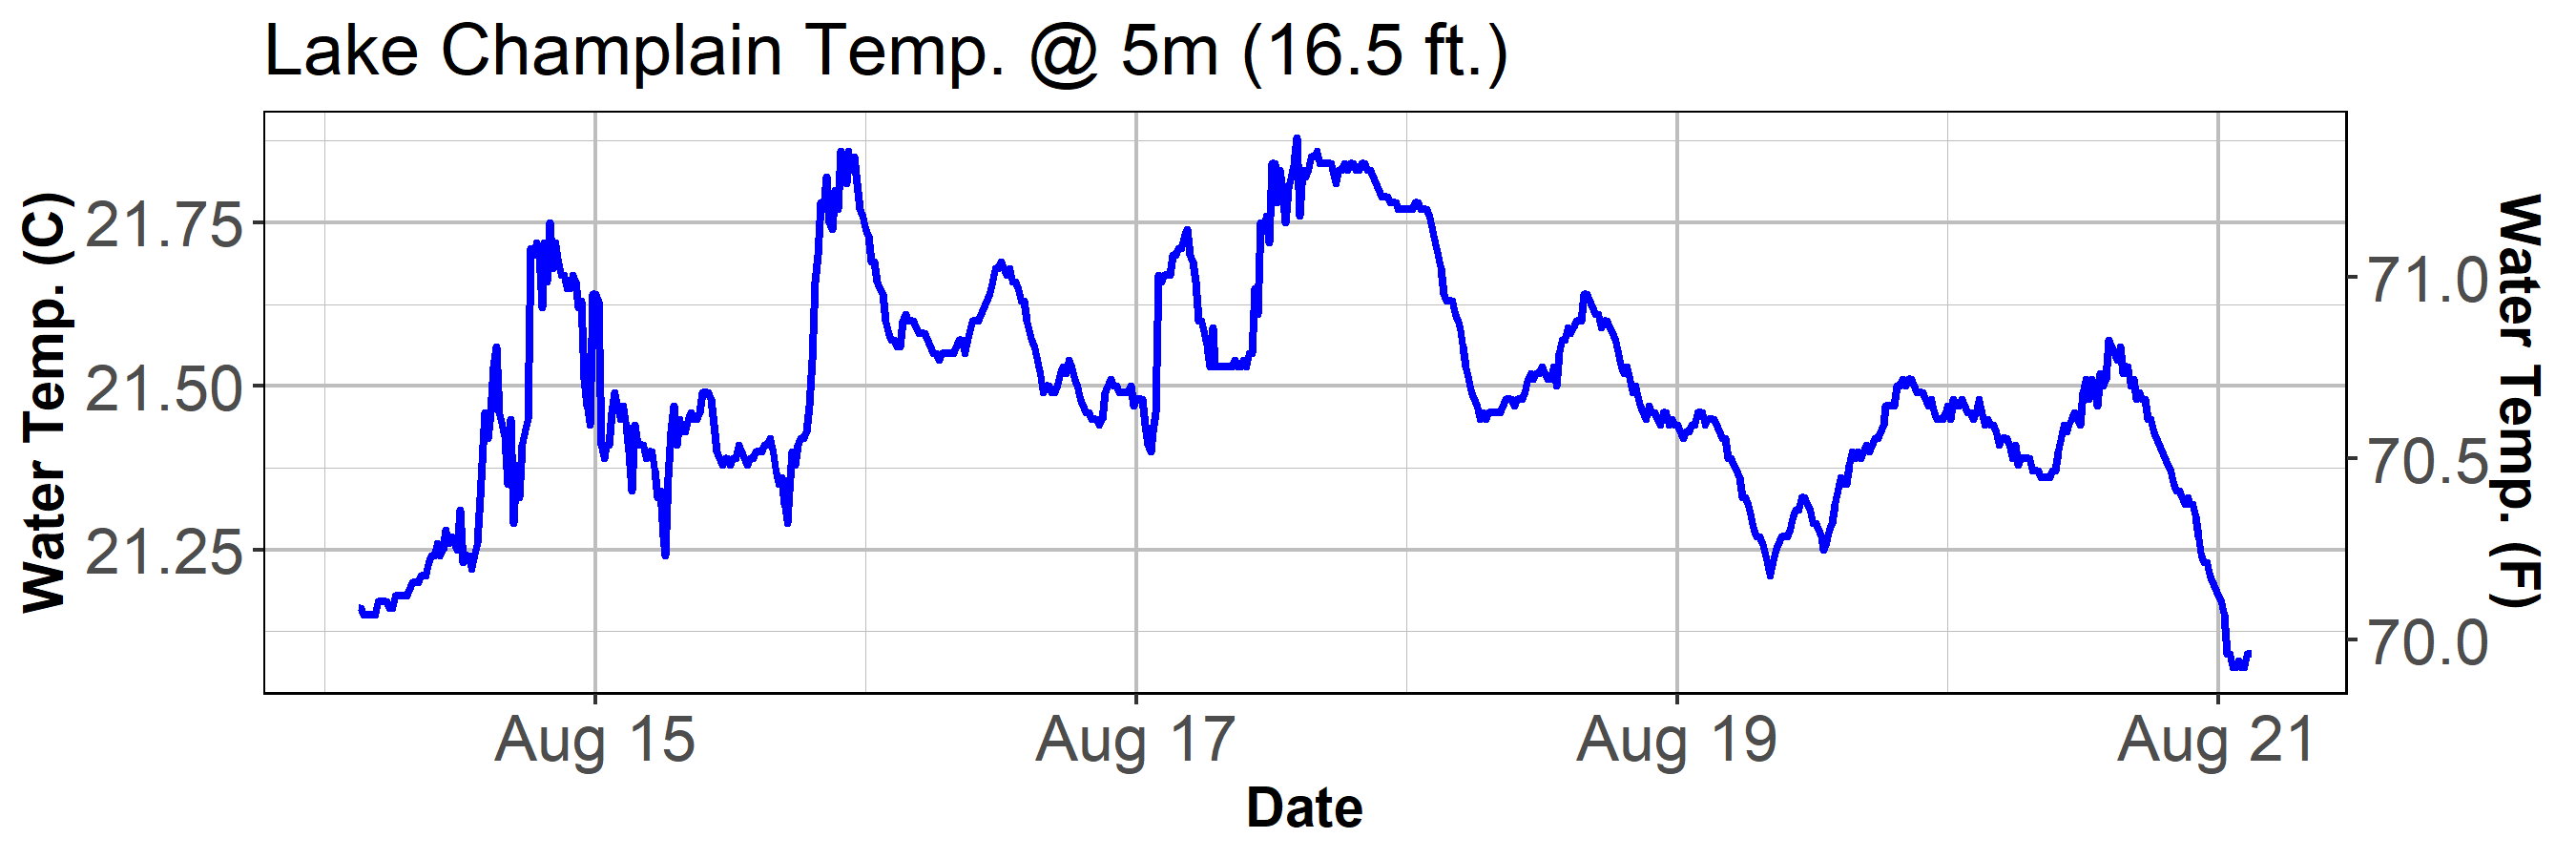 Lake Champlain Temp. @ 5m (16.5 ft.)
Water Temp. (C)
21.75
21.50
21.25
71.0
70.5
70.0
Water Temp. (F)
Aug 15
Aug 17
Aug 19
Aug 21
Date